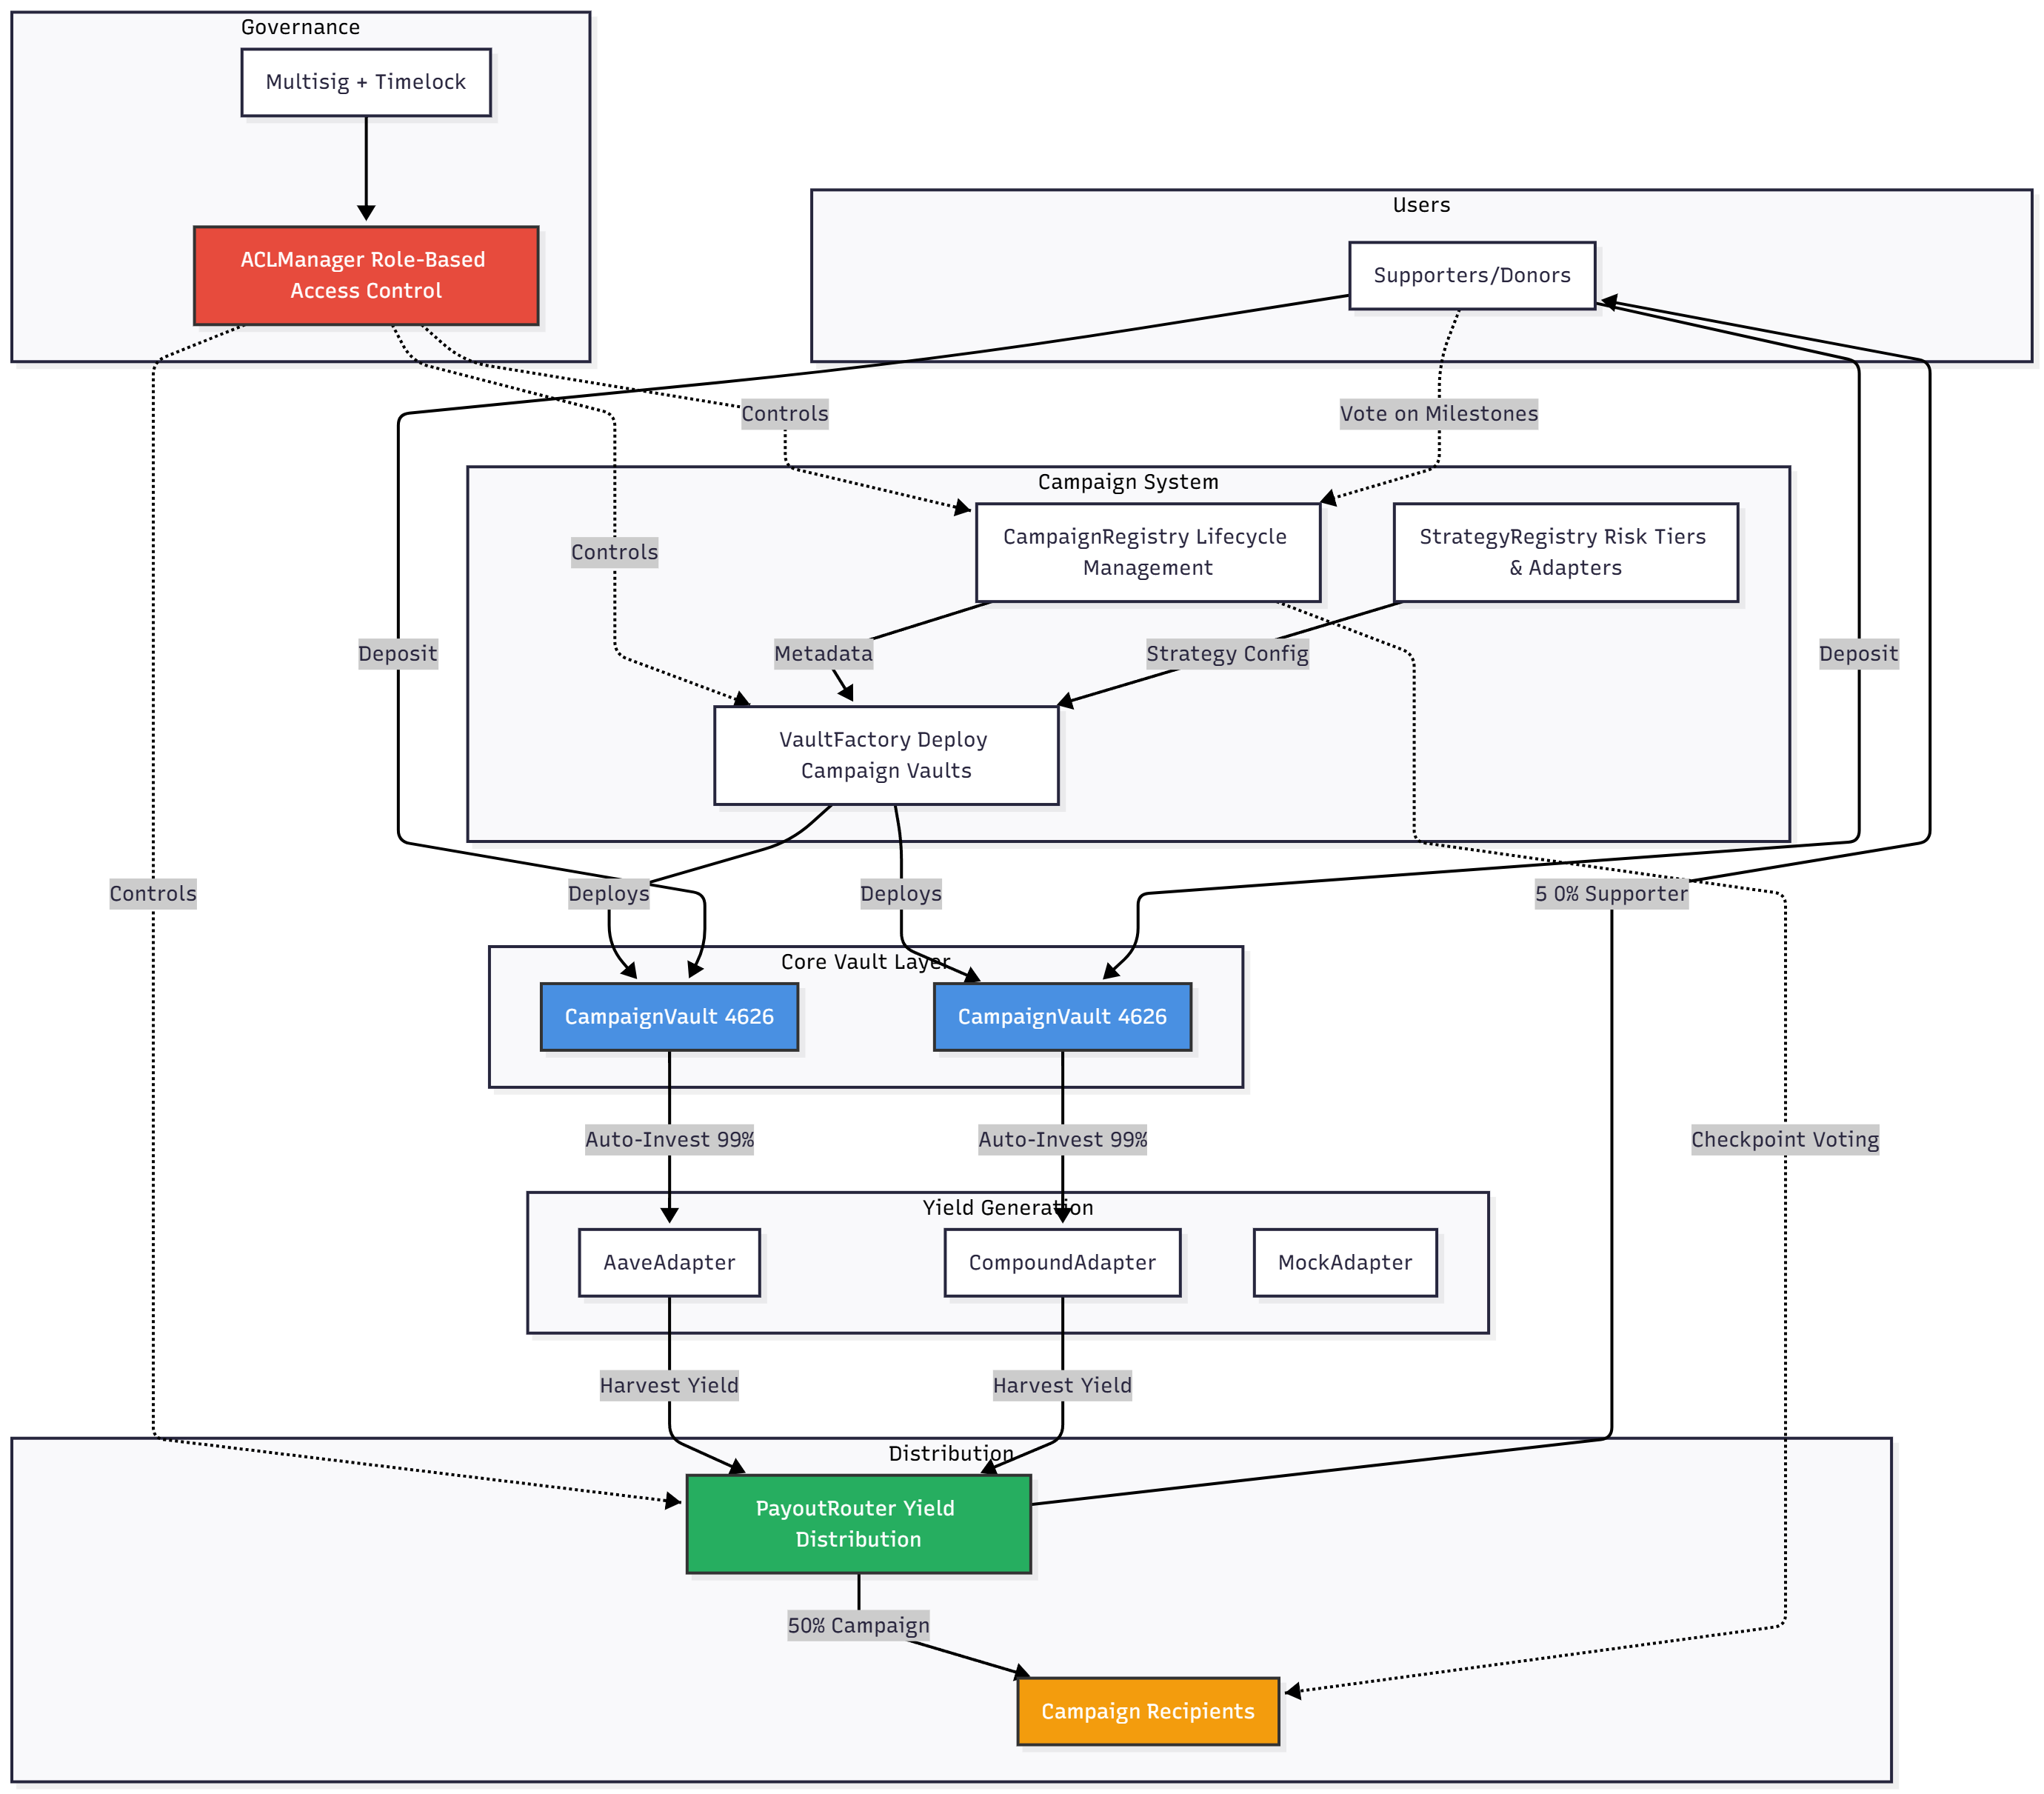 Governance
Multisig + Timelock
Users
ACLManager Role-Based
Access Control
Supporters/Donors
Controls
Vote on Milestones
Campaign System
CampaignRegistry Lifecycle
Management
StrategyRegistry Risk Tiers
& Adapters
Controls
Deposit
Metadata
Strategy Config
Deposit
VaultFactory Deploy
Campaign Vaults
Controls
Deploys
Deploys
5 0% Supporter
Core Vault Layer
CampaignVault 4626
CampaignVault 4626
Auto-Invest 99%
Auto-Invest 99%
Checkpoint Voting
Yield Generation
AaveAdapter
CompoundAdapter
MockAdapter
Harvest Yield
Harvest Yield
Distribution
PayoutRouter Yield
Distribution
50% Campaign
Campaign Recipients